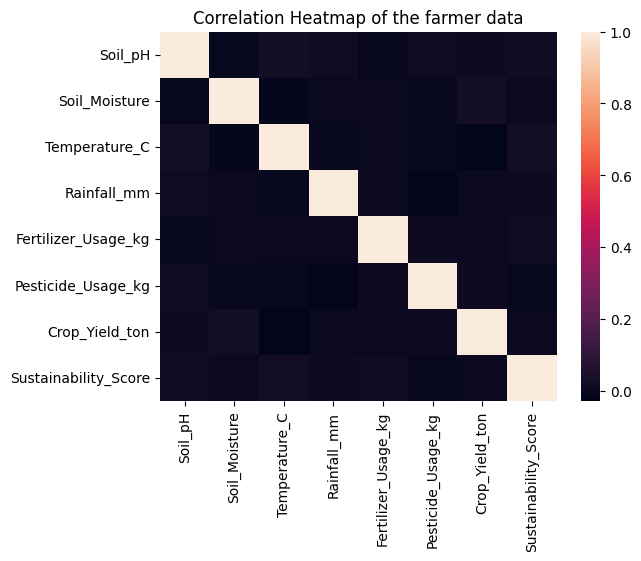 Correlation Heatmap of the farmer data
Soil_pH
Soil_Moisture
Temperature_C
Rainfall_mm
Fertilizer_Usage_kg
Pesticide_Usage_kg
Crop_Yield_ton
Sustainability_Score
Soil_pH
Soil_Moisture
Temperature_C
Rainfall_mm
Fertilizer_Usage_kg
Pesticide_Usage_kg
Crop_Yield_ton
Sustainability_Score
1.0
0.8
0.6
0.4
0.2
0.0